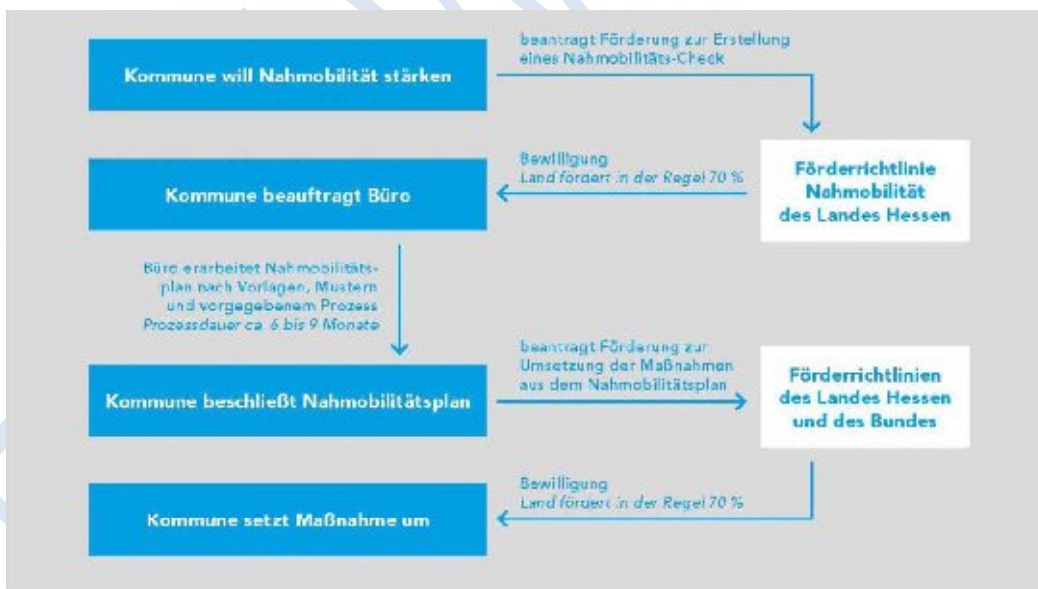 Kommune will Nahmobilität stärken
beantragt Förderung zur Erstellung
eines Nahmobilitäts-Check
Förderrichtlinie
Nahmobilität
des Landes Hessen
Bewilligung
Land fördert in der Regel 70 %
Kommune beauftragt Büro
Büro erarbeitet Nahmobilitäts-
plan nach Vorlagen, Mustern
und vorgegebenem Prozess
Prozessdauer ca. 6 bis 9 Monate
Kommune beschließt Nahmobilitätsplan
beantragt Förderung zur
Umsetzung der Maßnahmen
aus dem Nahmobilitätsplan
Förderrichtlinien
des Landes Hessen
und des Bundes
Bewilligung
Land fördert in der Regel 70 %
Kommune setzt Maßnahme um